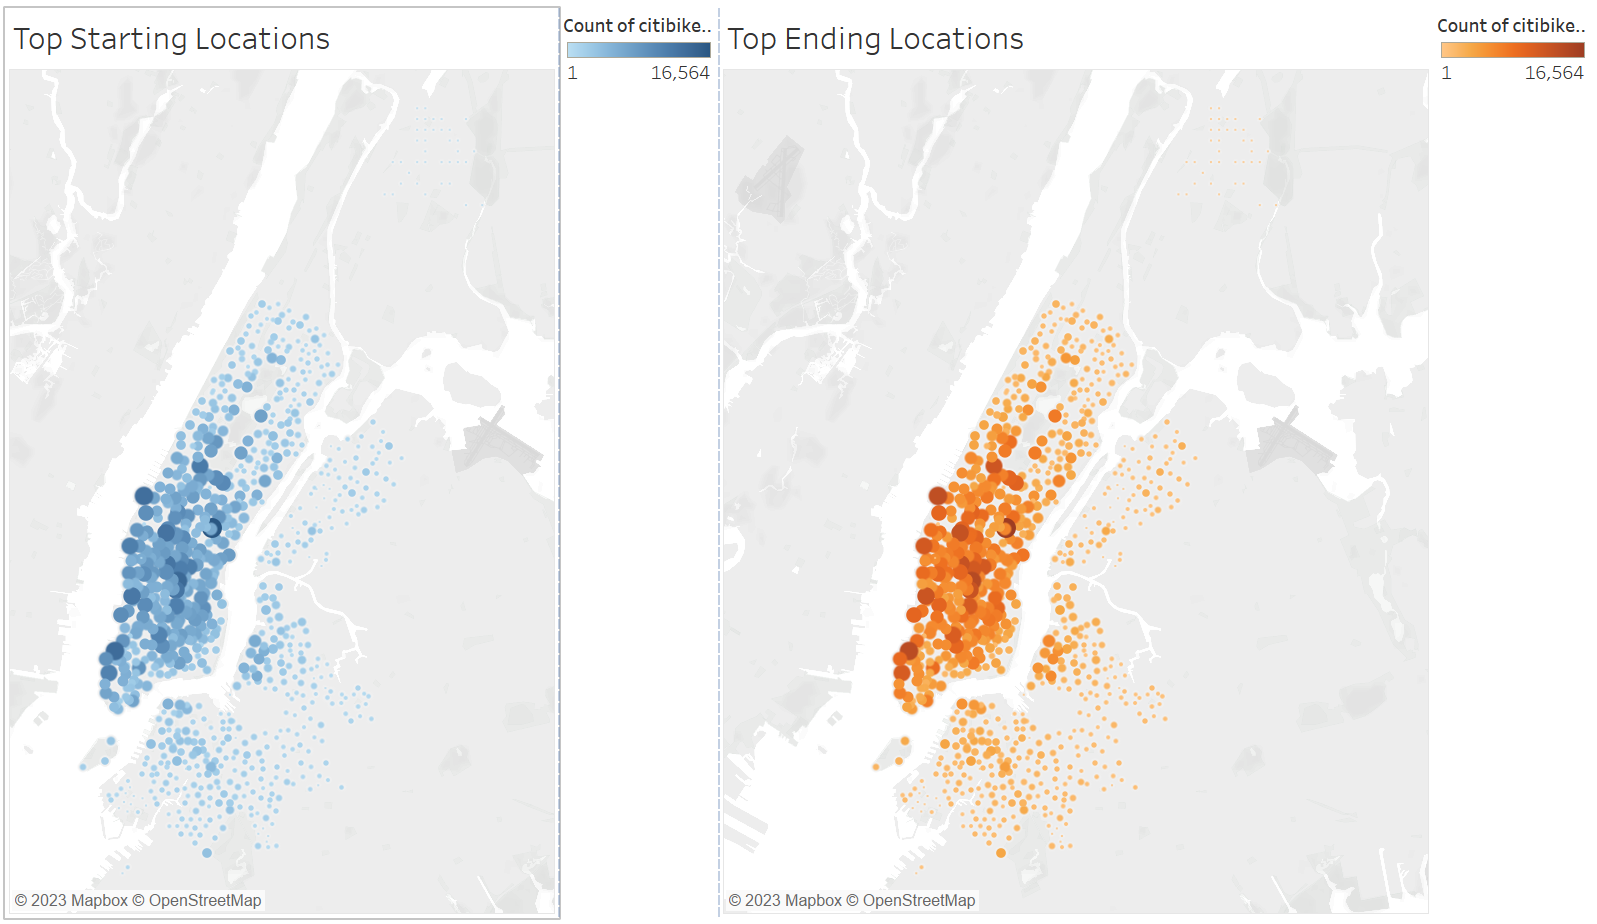 Top Starting Locations
Count of citibike..
1 16,564
© 2023 Mapbox © OpenStreetMap
Top Ending Locations
Count of citibike..
1 16,564
© 2023 Mapbox © OpenStreetMap